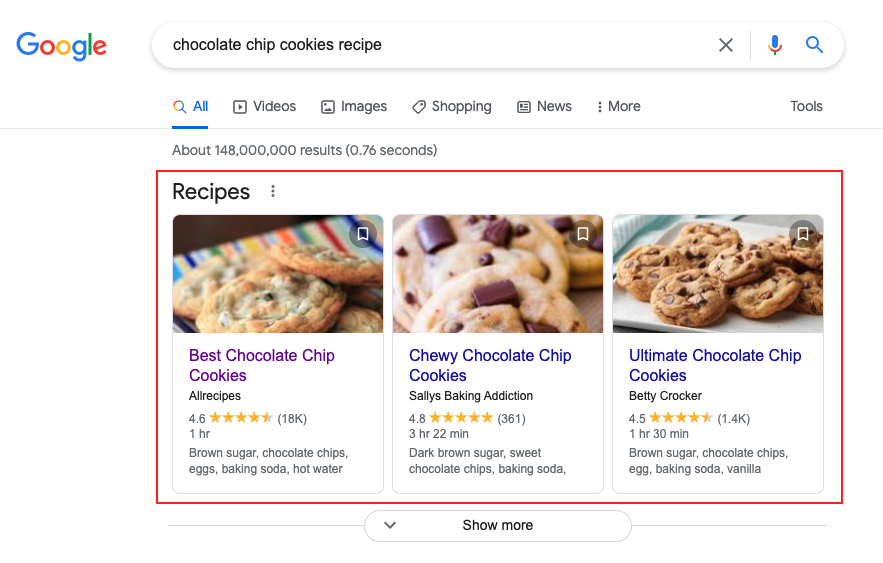 Google
chocolate chip cookies recipe
All
Videos
Images
Shopping
News
More
Tools
About 148,000,000 results (0.76 seconds)
Recipes
Best Chocolate Chip
Cookies
Allrecipes
4.6 (18K)
1 hr
Brown sugar, chocolate chips,
eggs, baking soda, hot water
Chewy Chocolate Chip
Cookies
Sallys Baking Addiction
4.8 (361)
3 hr 22 min
Dark brown sugar, sweet
chocolate chips, baking soda,
Ultimate Chocolate Chip
Cookies
Betty Crocker
4.5 (1.4K)
1 hr 30 min
Brown sugar, chocolate chips,
egg, baking soda, vanilla
Show more